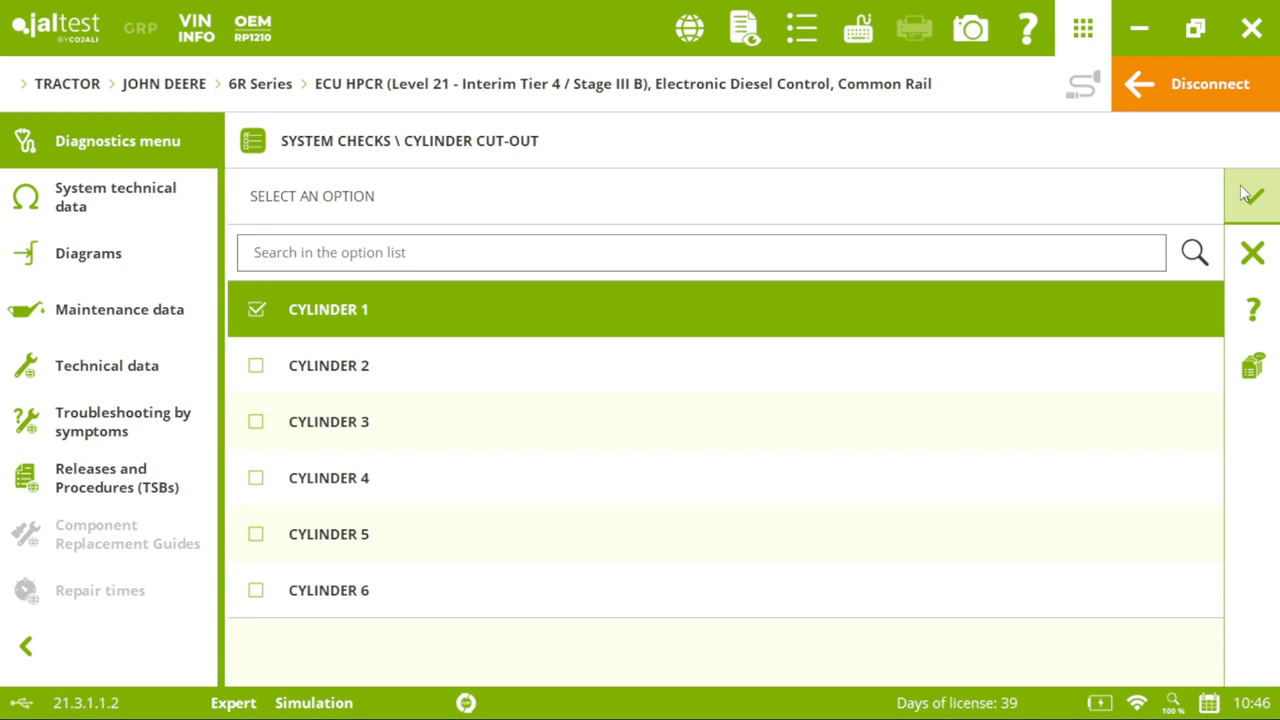 jaltest
BY COJALI
GRP
VIN
INFO
OEM
RP1210
TRACTOR > JOHN DEERE > 6R Series > ECU HPCR (Level 21 - Interim Tier 4 / Stage III B), Electronic Diesel Control, Common Rail
Disconnect
Diagnostics menu
SYSTEM CHECKS \ CYLINDER CUT-OUT
System technical
data
SELECT AN OPTION
Diagrams
Search in the option list
Maintenance data
CYLINDER 1
Technical data
CYLINDER 2
Troubleshooting by
symptoms
CYLINDER 3
Releases and
Procedures (TSBs)
CYLINDER 4
Component
Replacement Guides
CYLINDER 5
Repair times
CYLINDER 6
21.3.1.1.2
Expert
Simulation
Days of license: 39
100 %
10:46